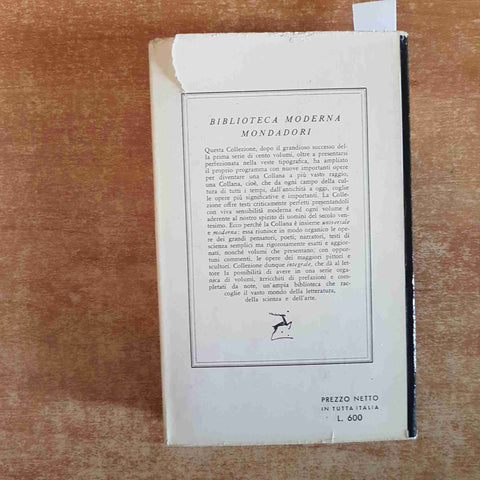 BIBLIOTECA MODERNA
MONDADORI
Questa Collezione, dopo il grandioso successo del-
la prima serie di cento volumi, oltre a presentarsi
perfezionata nella veste tipografica, ha ampliato
il proprio programma con nuove importanti opere
per diventare una Collana a più vasto raggio,
una Collana, cioè, che da ogni campo della cul-
tura di tutti i tempi, dall'antichità a oggi, coglie
le opere più significative e importanti. La Colle-
zione offre testi criticamente perfetti presentandoli
con viva sensibilità moderna ed ogni volume è
aderente al nostro spirito di uomini del secolo ven-
tesimo. Ecco perché la Collana è insieme universale
e moderna: essa riunisce in modo organico le ope-
re dei grandi pensatori, poeti, narratori, testi di
scienza semplici ma rigorosamente esatti e aggior-
nati, nonché volumi che presentano, con oppor-
tuni commenti, le opere dei maggiori pittori e
scultori. Collezione dunque integrale, che dà al let-
tore la possibilità di avere in una serie orga-
nica di volumi, arricchiti di prefazioni e com-
pletati da note, un'ampia biblioteca che rac-
coglie il vasto mondo della letteratura,
della scienza e dell'arte.
PREZZO NETTO
IN TUTTA ITALIA
L. 600